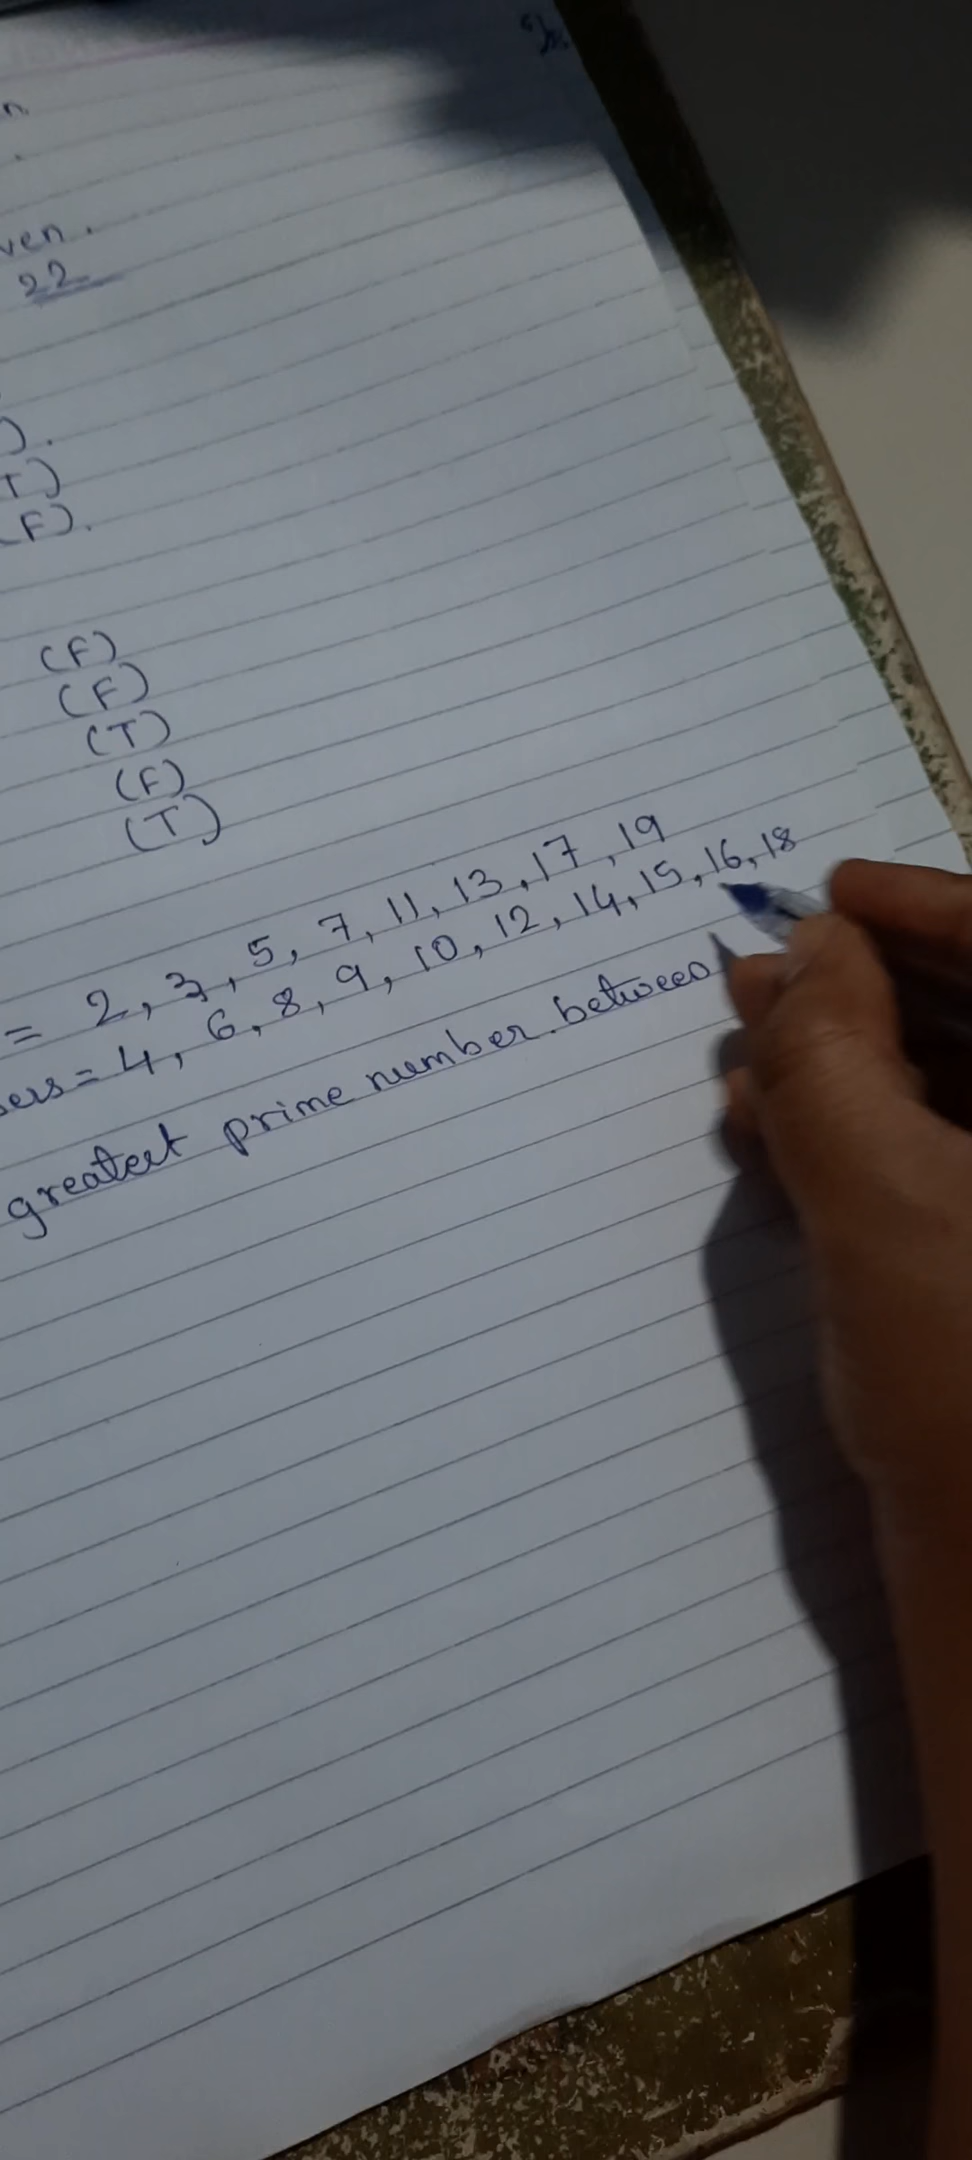 ven.
22
).
T)
(F).
(F)
(F)
(T)
(F)
(T)
= 2, 3, 5, 7, 11, 13, 17, 19
ers = 4, 6, 8, 9, 10, 12, 14, 15, 16, 18
greatest prime number between